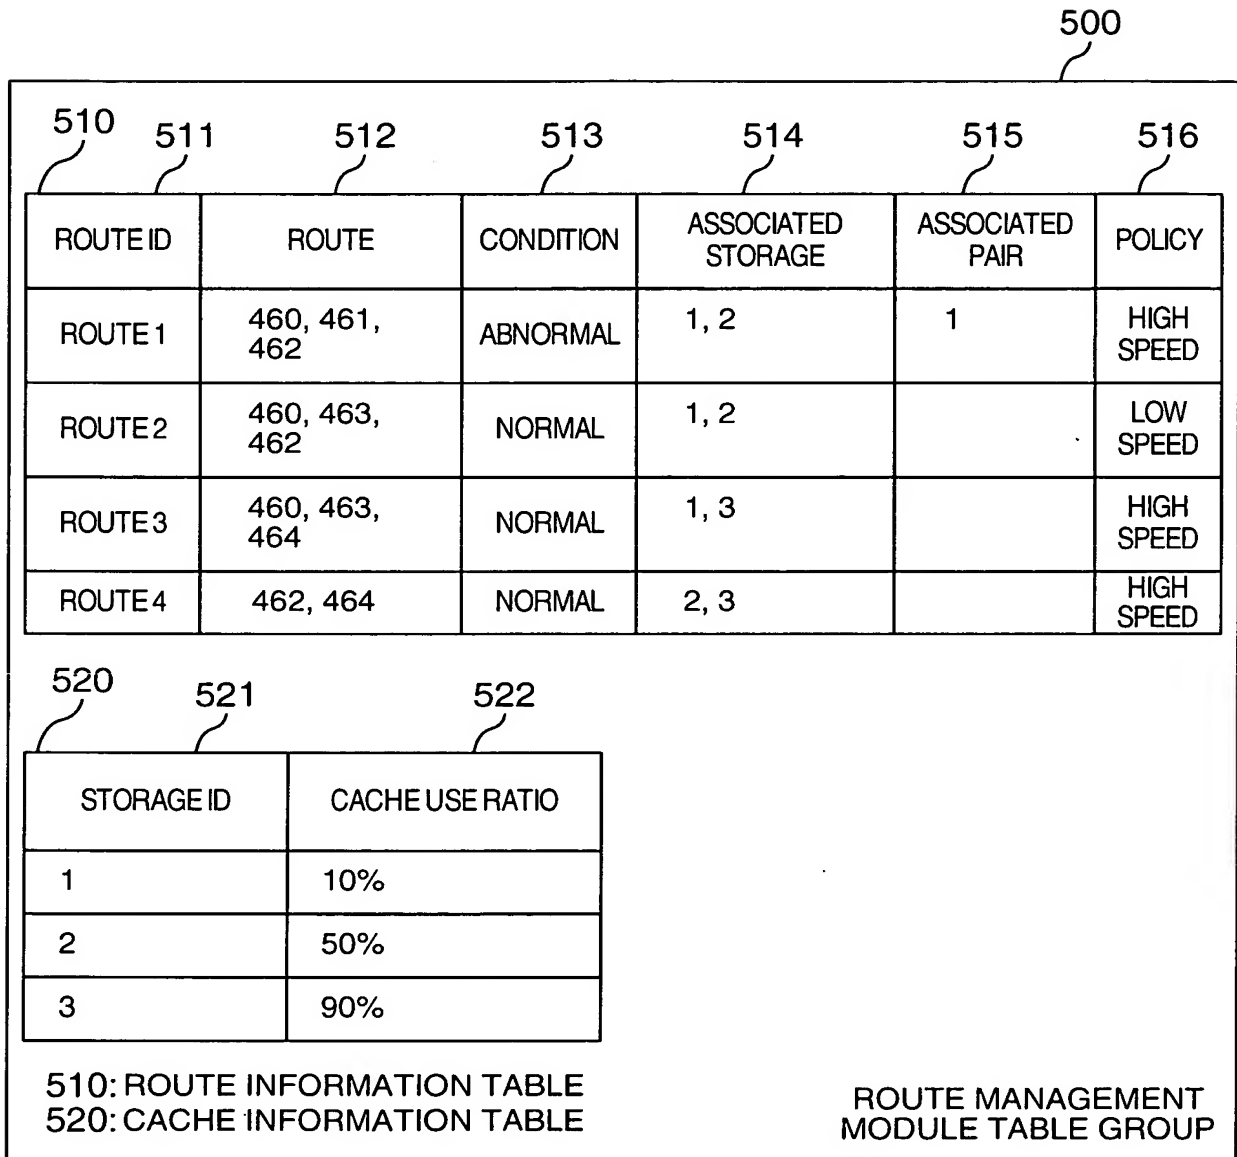 500
510 511 512 513 514 515 516
ROUTE ID ROUTE CONDITION ASSOCIATED STORAGE ASSOCIATED PAIR POLICY
ROUTE 1 460, 461, 462 ABNORMAL 1, 2 1 HIGH SPEED
ROUTE 2 460, 463, 462 NORMAL 1, 2 LOW SPEED
ROUTE 3 460, 463, 464 NORMAL 1, 3 HIGH SPEED
ROUTE 4 462, 464 NORMAL 2, 3 HIGH SPEED
520 521 522
STORAGE ID CACHE USE RATIO
1 10%
2 50%
3 90%
510: ROUTE INFORMATION TABLE
520: CACHE INFORMATION TABLE
ROUTE MANAGEMENT
MODULE TABLE GROUP